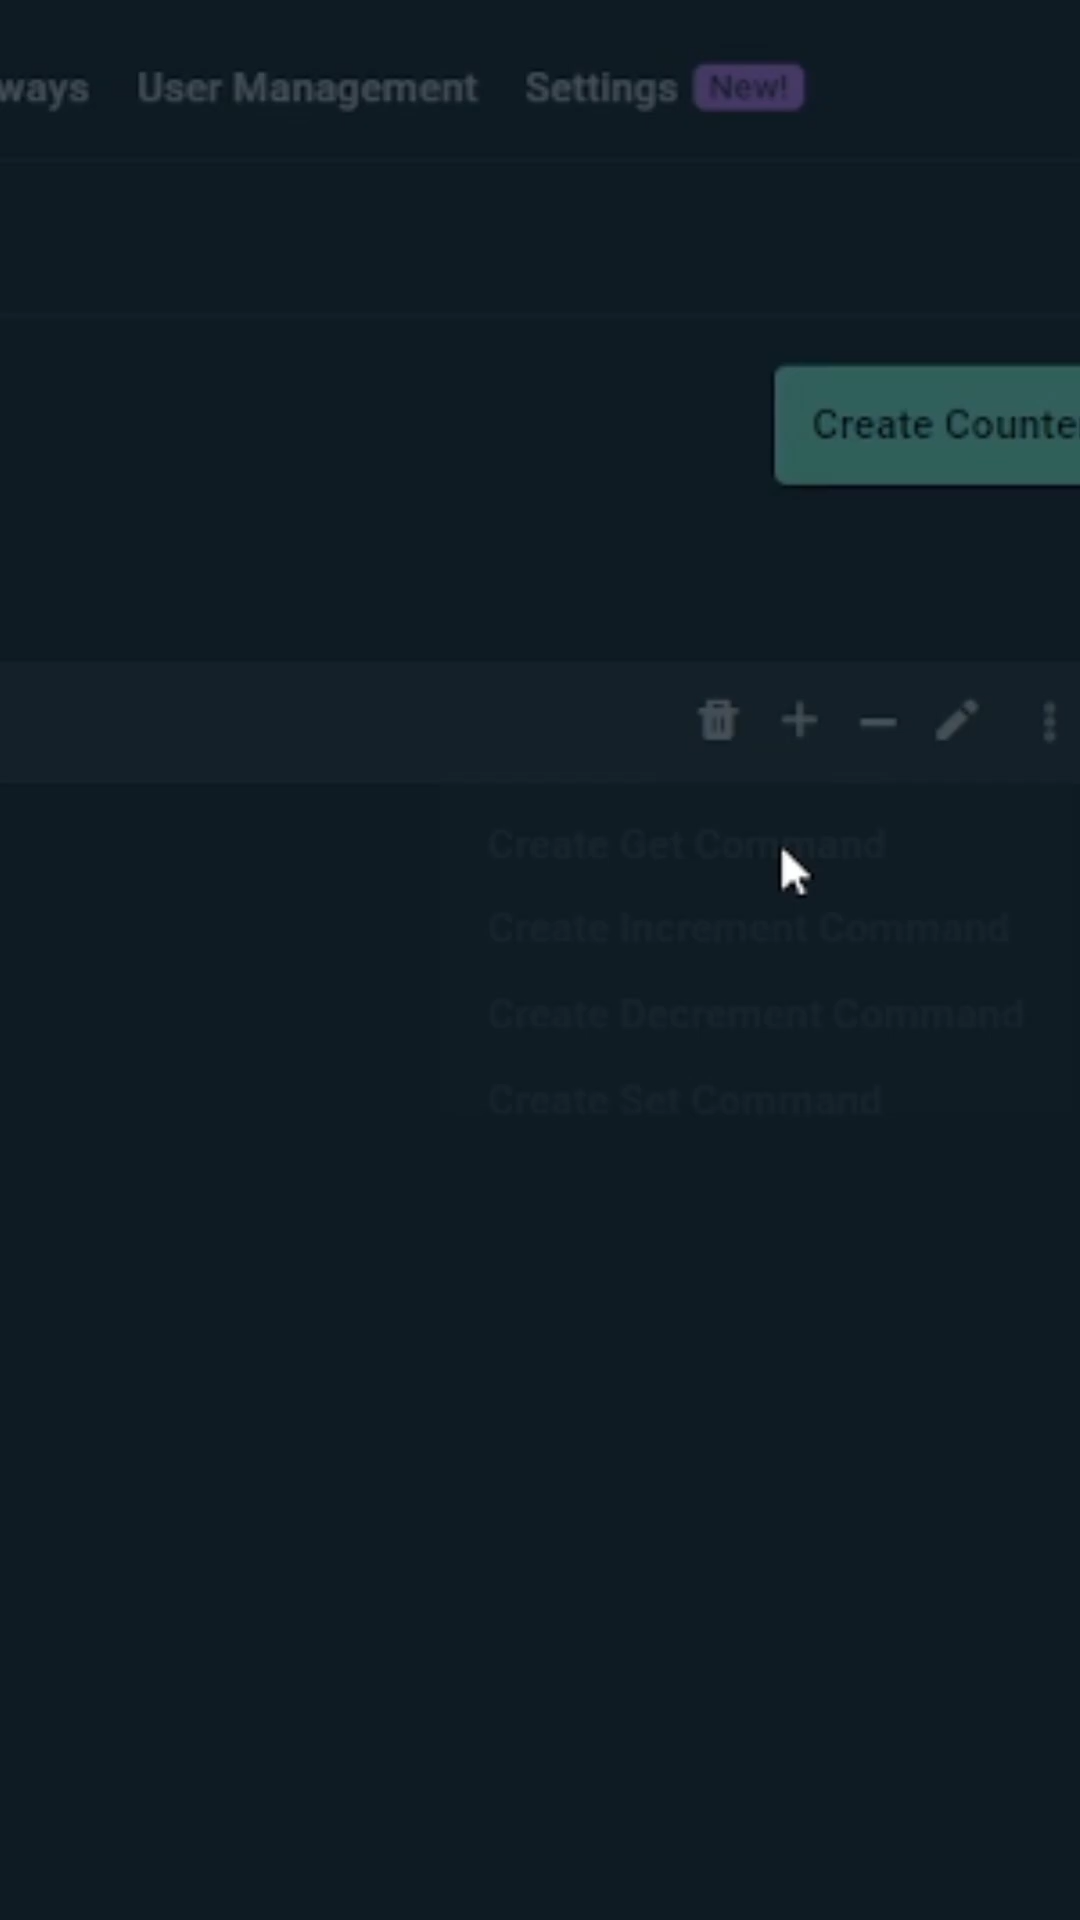 ways User Management Settings New!
Create Counte
Create Get Command
Create Increment Command
Create Decrement Command
Create Set Command